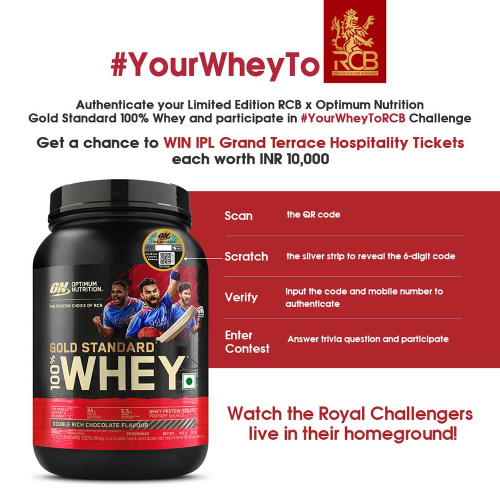 #YourWheyTo
RCB
Authenticate your Limited Edition RCB x Optimum Nutrition
Gold Standard 100% Whey and participate in #YourWheyToRCB Challenge
Get a chance to WIN IPL Grand Terrace Hospitality Tickets
each worth INR 10,000
Scan the QR code
Scratch the silver strip to reveal the 6-digit code
Verify Input the code and mobile number to
authenticate
Enter
Contest Answer trivia question and participate
ON OPTIMUM
NUTRITION
THE PROTEIN CHOICE OF RCB
GOLD STANDARD
100% WHEY
24g
5.5g
WHEY PROTEIN ISOLATE
PRIMARY SOURCE
DOUBLE RICH CHOCOLATE FLAVOUR
Watch the Royal Challengers
live in their homeground!